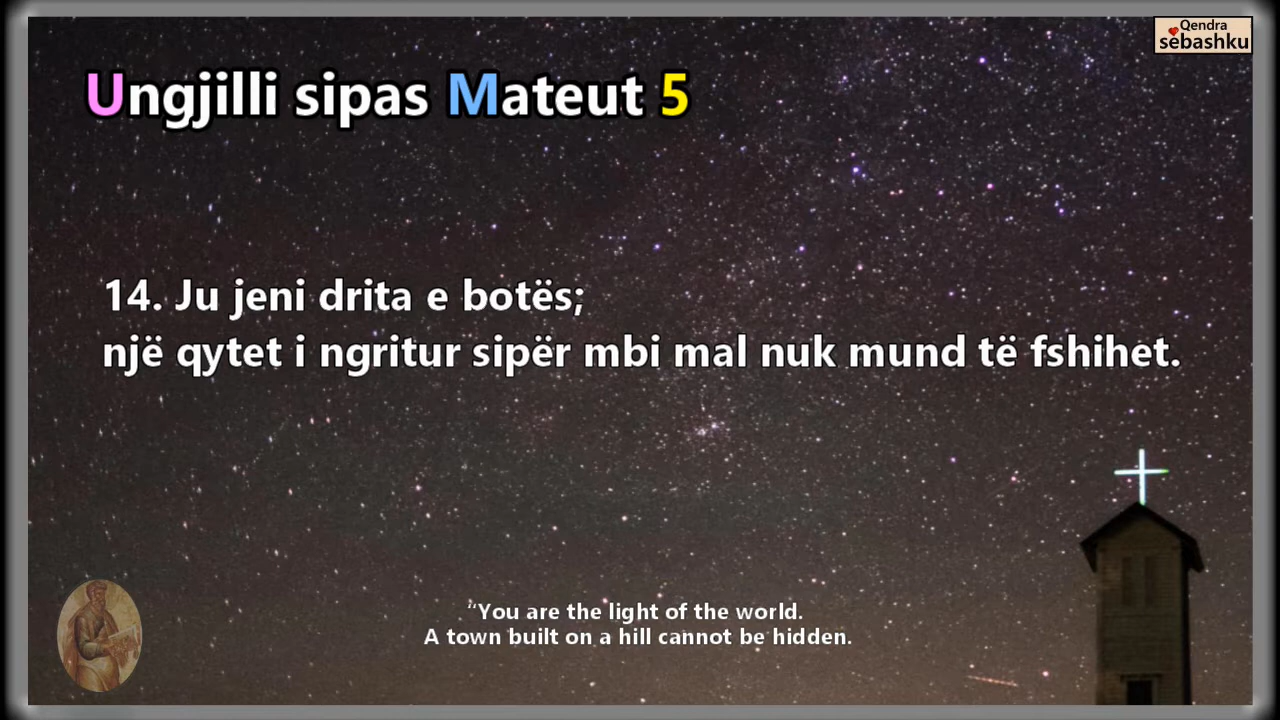 Qendra
sebashku
Ungjilli sipas Mateut 5
14. Ju jeni drita e botës;
një qytet i ngritur sipër mbi mal nuk mund të fshihet.
“You are the light of the world.
A town built on a hill cannot be hidden.